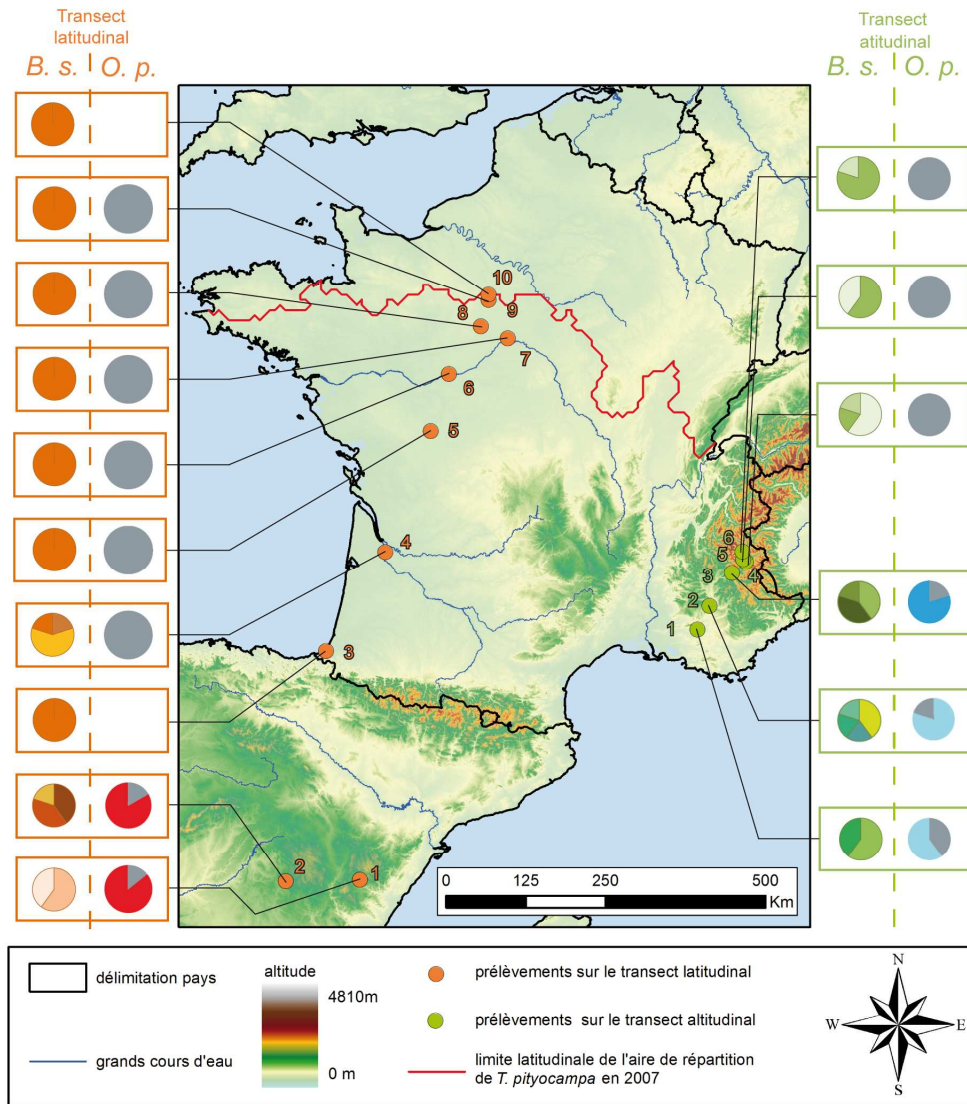 Transect
latitudinal
B. s. O. p.
Transect
atitudinal
B. s. O. p.
10
9
8
7
6
5
4
3
2
1
6
5
4
3
2
1
0 125 250 500
Km
délimitation pays
grands cours d'eau
altitude
4810m
0 m
prélèvements sur le transect latitudinal
prélèvements sur le transect altitudinal
limite latitudinale de l'aire de répartition
de T. pityocampa en 2007
N
W E
S